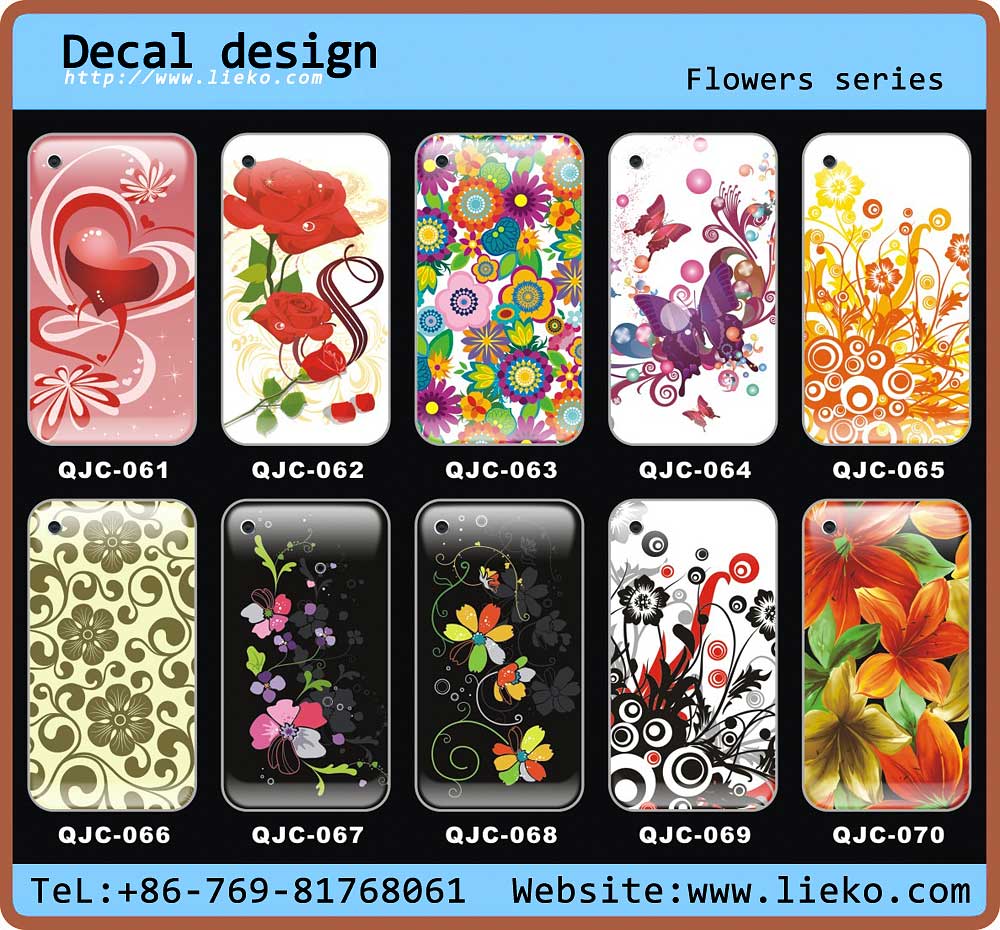 Decal design
http://www.lieko.com
Flowers series
QJC-061 QJC-062 QJC-063 QJC-064 QJC-065
QJC-066 QJC-067 QJC-068 QJC-069 QJC-070
TeL:+86-769-81768061 Website:www.lieko.com